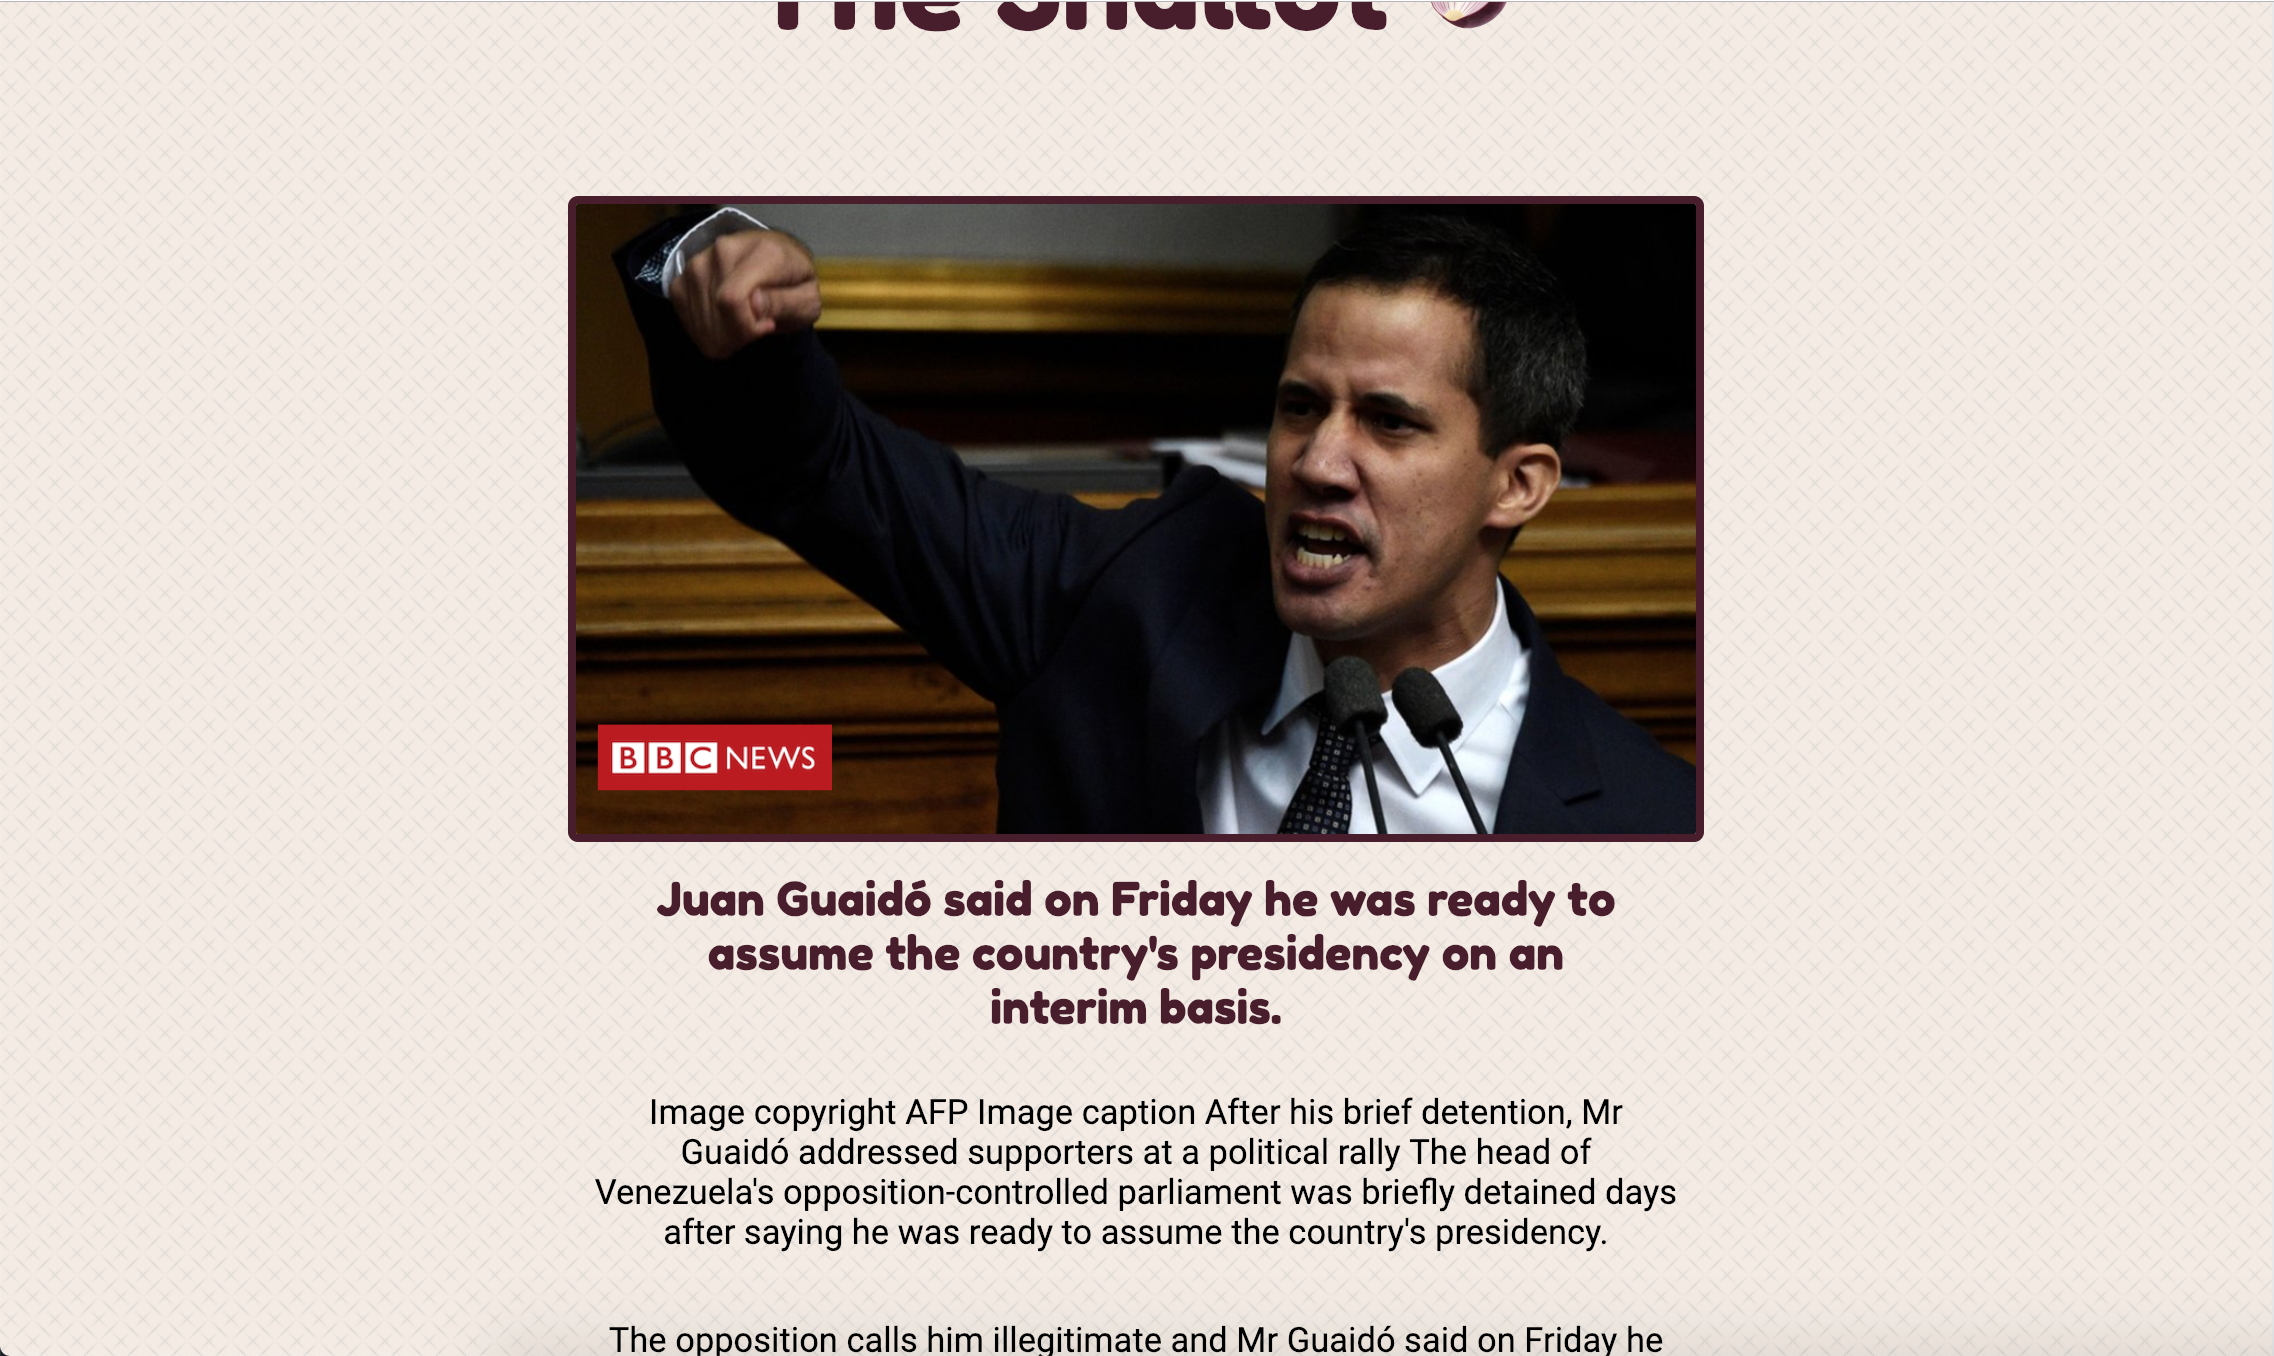 The Shallot
BBC NEWS
Juan Guaidó said on Friday he was ready to
assume the country's presidency on an
interim basis.
Image copyright AFP Image caption After his brief detention, Mr
Guaidó addressed supporters at a political rally The head of
Venezuela's opposition-controlled parliament was briefly detained days
after saying he was ready to assume the country's presidency.
The opposition calls him illegitimate and Mr Guaidó said on Friday he